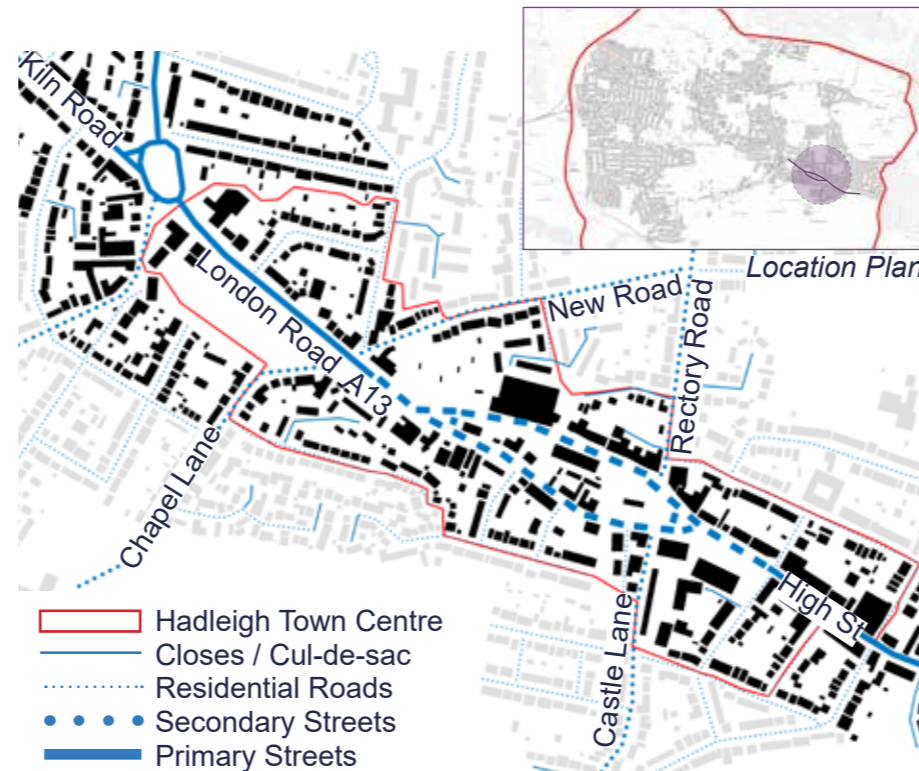 Kiln Road
London Road A13
New Road
Location Plan
Rectory Road
Chapel Lane
Castle Lane
High St
Hadleigh Town Centre
Closes / Cul-de-sac
Residential Roads
Secondary Streets
Primary Streets